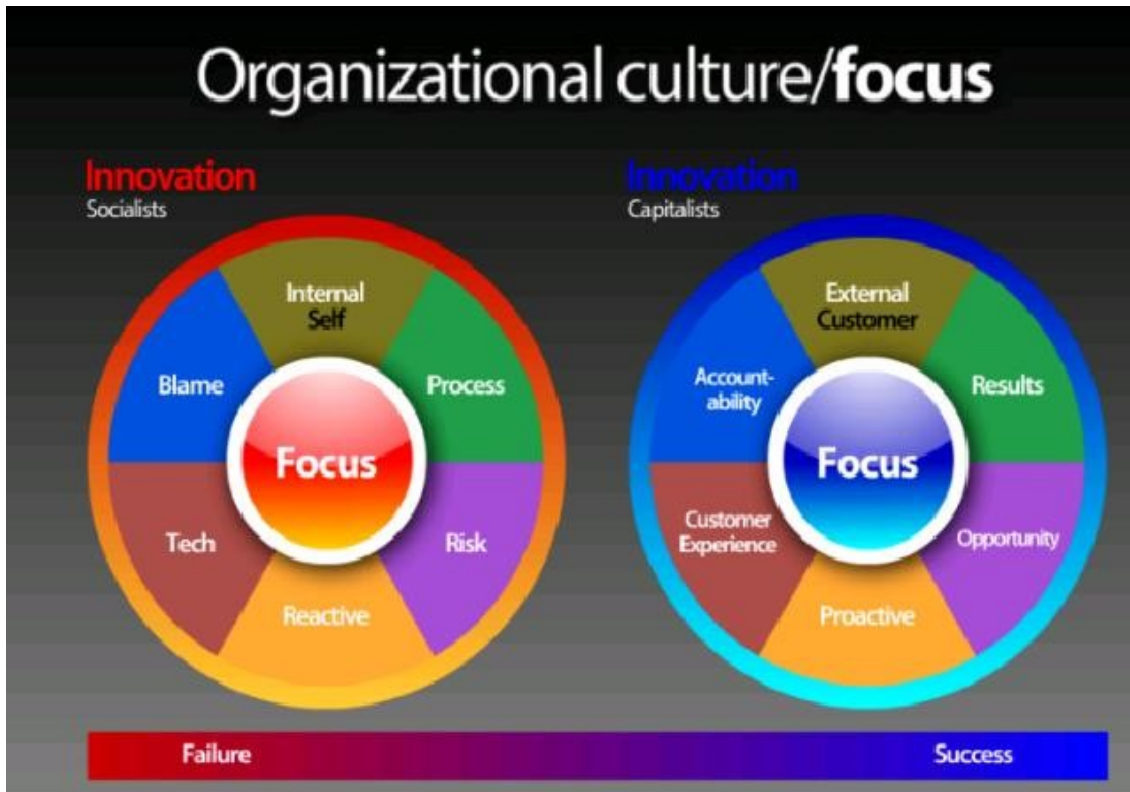 Organizational culture/focus
Innovation
Socialists
Internal
Self
Blame
Process
Focus
Tech
Risk
Reactive
Innovation
Capitalists
External
Customer
Account-
ability
Results
Focus
Customer
Experience
Opportunity
Proactive
Failure
Success